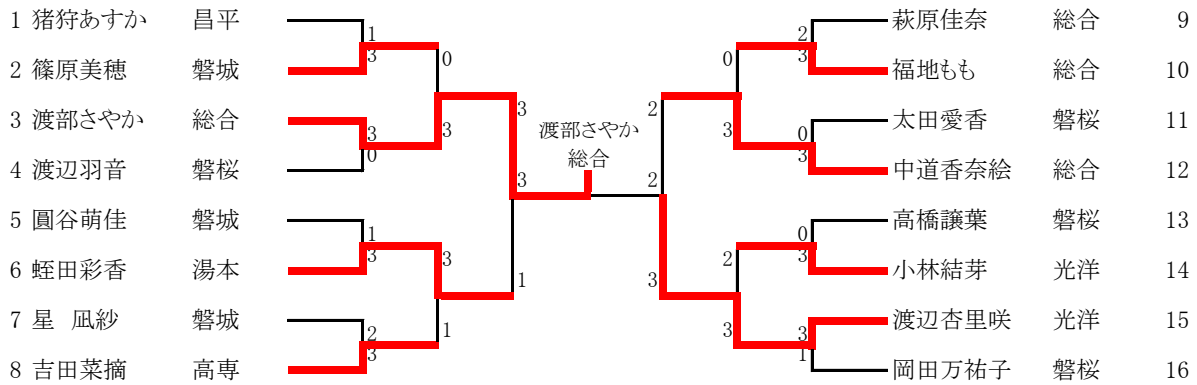 1 猪狩あすか 昌平
2 篠原美穂 磐城
3 渡部さやか 総合
4 渡辺羽音 磐桜
5 圓谷萌佳 磐城
6 蛭田彩香 湯本
7 星 凪紗 磐城
8 吉田菜摘 高専
1
3
3
0
1
3
2
3
0
3
3
1
3
1
3
渡部さやか
総合
2
2
3
0
3
2
3
2
3
0
3
0
3
3
1
萩原佳奈 総合 9
福地もも 総合 10
太田愛香 磐桜 11
中道香奈絵 総合 12
高橋譲葉 磐桜 13
小林結芽 光洋 14
渡辺杏里咲 光洋 15
岡田万祐子 磐桜 16